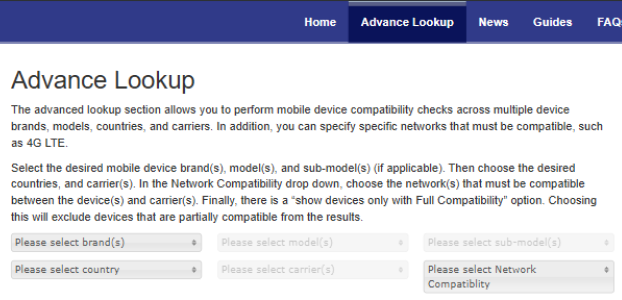 Home Advance Lookup News Guides FAQs
Advance Lookup
The advanced lookup section allows you to perform mobile device compatibility checks across multiple device
brands, models, countries, and carriers. In addition, you can specify specific networks that must be compatible, such
as 4G LTE.
Select the desired mobile device brand(s), model(s), and sub-model(s) (if applicable). Then choose the desired
countries, and carrier(s). In the Network Compatibility drop down, choose the network(s) that must be compatible
between the device(s) and carrier(s). Finally, there is a “show devices only with Full Compatibility” option. Choosing
this will exclude devices that are partially compatible from the results.
Please select brand(s) Please select model(s) Please select sub-model(s)
Please select country Please select carrier(s) Please select Network
Compatiblity